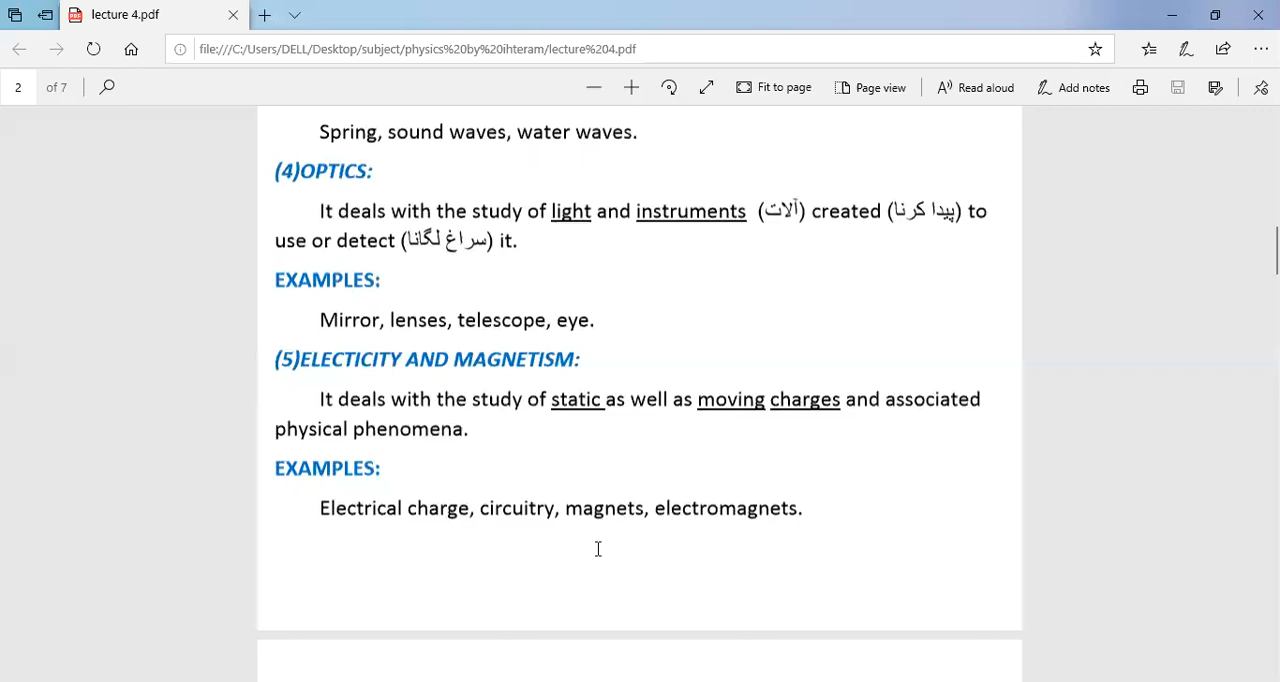 lecture 4.pdf
file:///C:/Users/DELL/Desktop/subject/physics%20by%20ihteram/lecture%204.pdf
2 of 7 Fit to page Page view Read aloud Add notes
Spring, sound waves, water waves.
(4)OPTICS:
It deals with the study of light and instruments (آلات) created (پیدا کرنا) to
use or detect (سراغ لگانا) it.
EXAMPLES:
Mirror, lenses, telescope, eye.
(5)ELECTICITY AND MAGNETISM:
It deals with the study of static as well as moving charges and associated
physical phenomena.
EXAMPLES:
Electrical charge, circuitry, magnets, electromagnets.